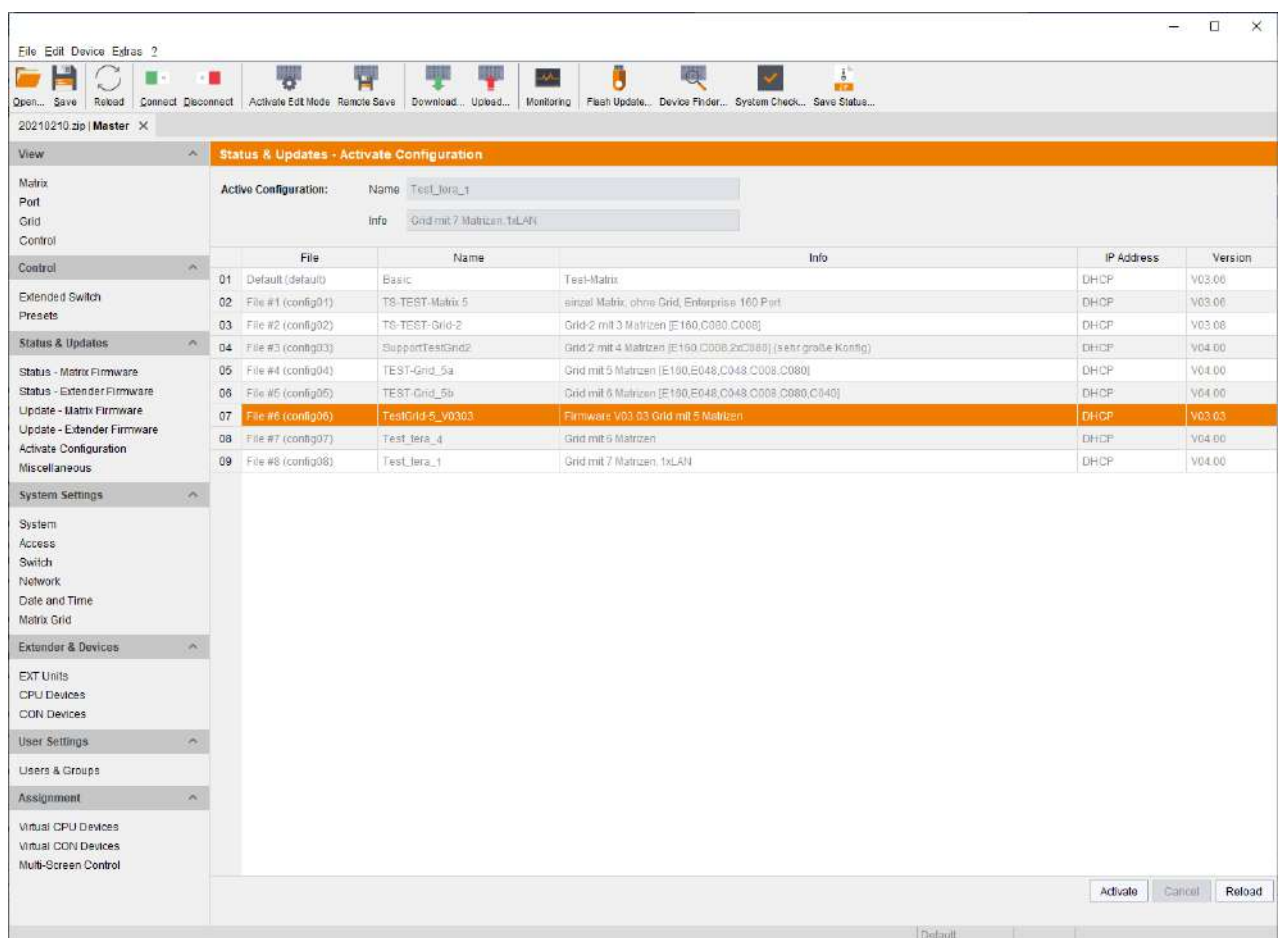 File Edit Device Extras ?
Open... Save Reload Connect Disconnect Activate Edit Mode Remote Save Download... Upload... Monitoring Flash Update... Device Finder... System Check... Save Status...
20210210.zip | Master
View
Matrix
Port
Grid
Control
Control
Extended Switch
Presets
Status & Updates
Status - Matrix Firmware
Status - Extender Firmware
Update - Matrix Firmware
Update - Extender Firmware
Activate Configuration
Miscellaneous
System Settings
System
Access
Switch
Network
Date and Time
Matrix Grid
Extender & Devices
EXT Units
CPU Devices
CON Devices
User Settings
Users & Groups
Assignment
Virtual CPU Devices
Virtual CON Devices
Multi-Screen Control
Status & Updates - Activate Configuration
Active Configuration: Name Test_tera_1
Info Grid mit 7 Matrizen, 1xLAN
File Name Info IP Address Version
01 Default (default) Basic Test-Matrix DHCP V03.06
02 File #1 (config01) TS-TEST-Matrix 5 einzel Matrix, ohne Grid, Enterprise 160 Port DHCP V03.06
03 File #2 (config02) TS-TEST-Grid-2 Grid-2 mit 3 Matrizen [E160,C080,C008] DHCP V03.08
04 File #3 (config03) SupportTestGrid2 Grid 2 mit 4 Matrizen [E160,C008,2xC080] (sehr große Konfig) DHCP V04.00
05 File #4 (config04) TEST-Grid_5a Grid mit 5 Matrizen [E160,E048,C048,C008,C080] DHCP V04.00
06 File #5 (config05) TEST-Grid_5b Grid mit 6 Matrizen [E160,E048,C048,C008,C080,C040] DHCP V04.00
07 File #6 (config06) TestGrid-5_V0303 Firmware V03.03 Grid mit 5 Matrizen DHCP V03.03
08 File #7 (config07) Test_tera_4 Grid mit 6 Matrizen DHCP V04.00
09 File #8 (config08) Test_tera_1 Grid mit 7 Matrizen, 1xLAN DHCP V04.00
Activate Cancel Reload
Default